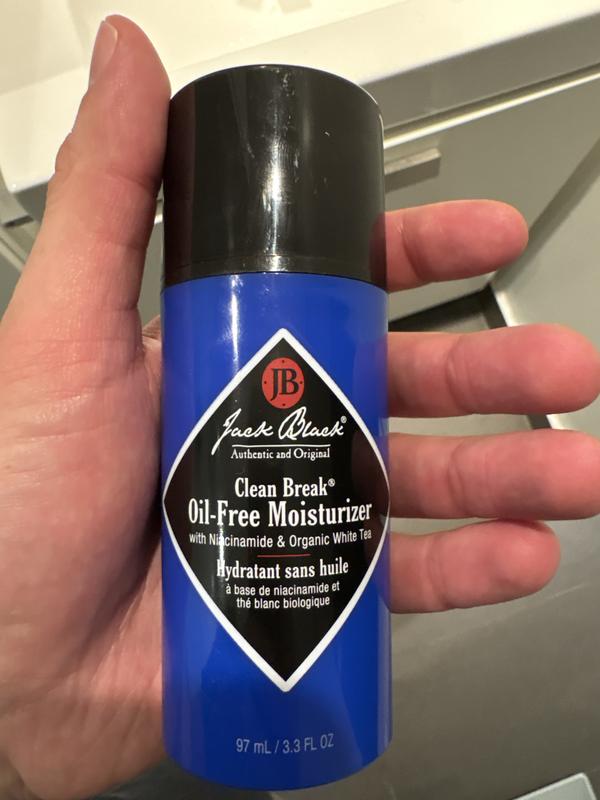 JB
Jack Black®
Authentic and Original
Clean Break®
Oil-Free Moisturizer
with Niacinamide & Organic White Tea
Hydratant sans huile
à base de niacinamide et
thé blanc biologique
97 mL / 3.3 FL OZ